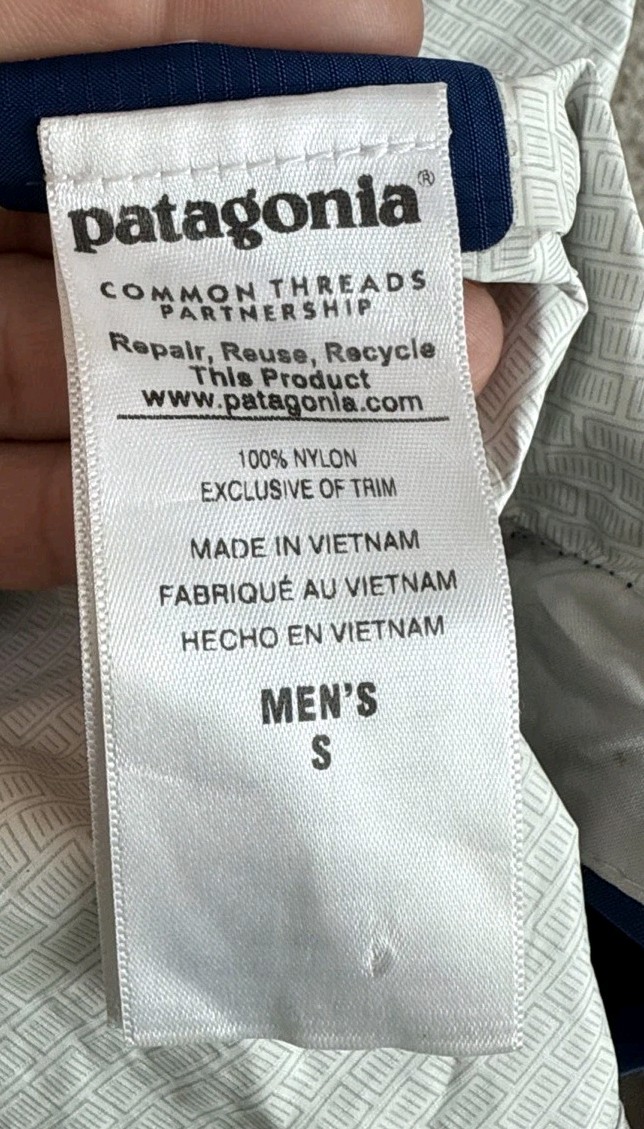 patagonia®
COMMON THREADS
PARTNERSHIP
Repair, Reuse, Recycle
This Product
www.patagonia.com
100% NYLON
EXCLUSIVE OF TRIM
MADE IN VIETNAM
FABRIQUÉ AU VIETNAM
HECHO EN VIETNAM
MEN'S
S